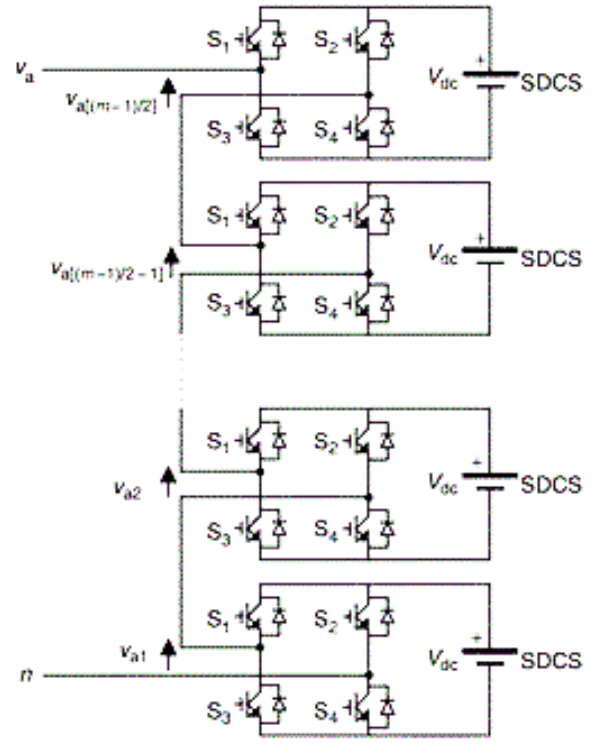 S1 S2
va
Vdc + SDCS
va[(m−1)/2]
S3 S4
S1 S2
va[(m−1)/2−1]
Vdc + SDCS
S3 S4
S1 S2
va2
Vdc + SDCS
S3 S4
S1 S2
va1
Vdc + SDCS
n
S3 S4